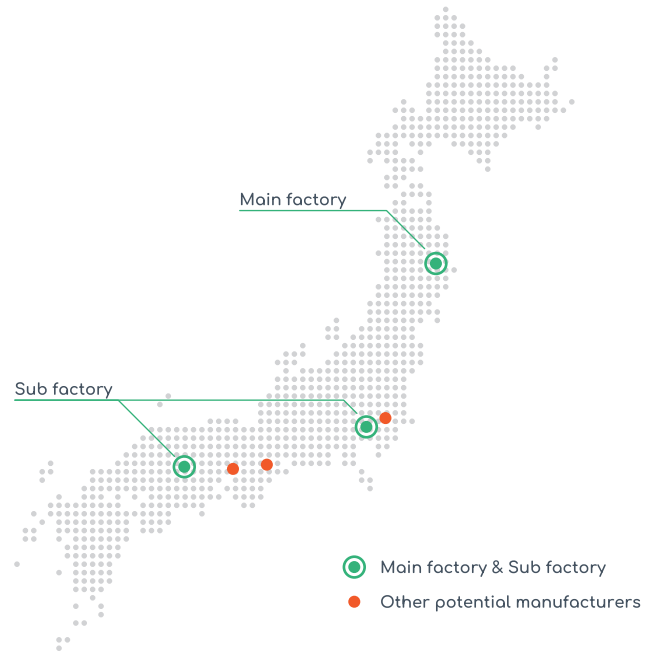 Main factory
Sub factory
Main factory & Sub factory
Other potential manufacturers